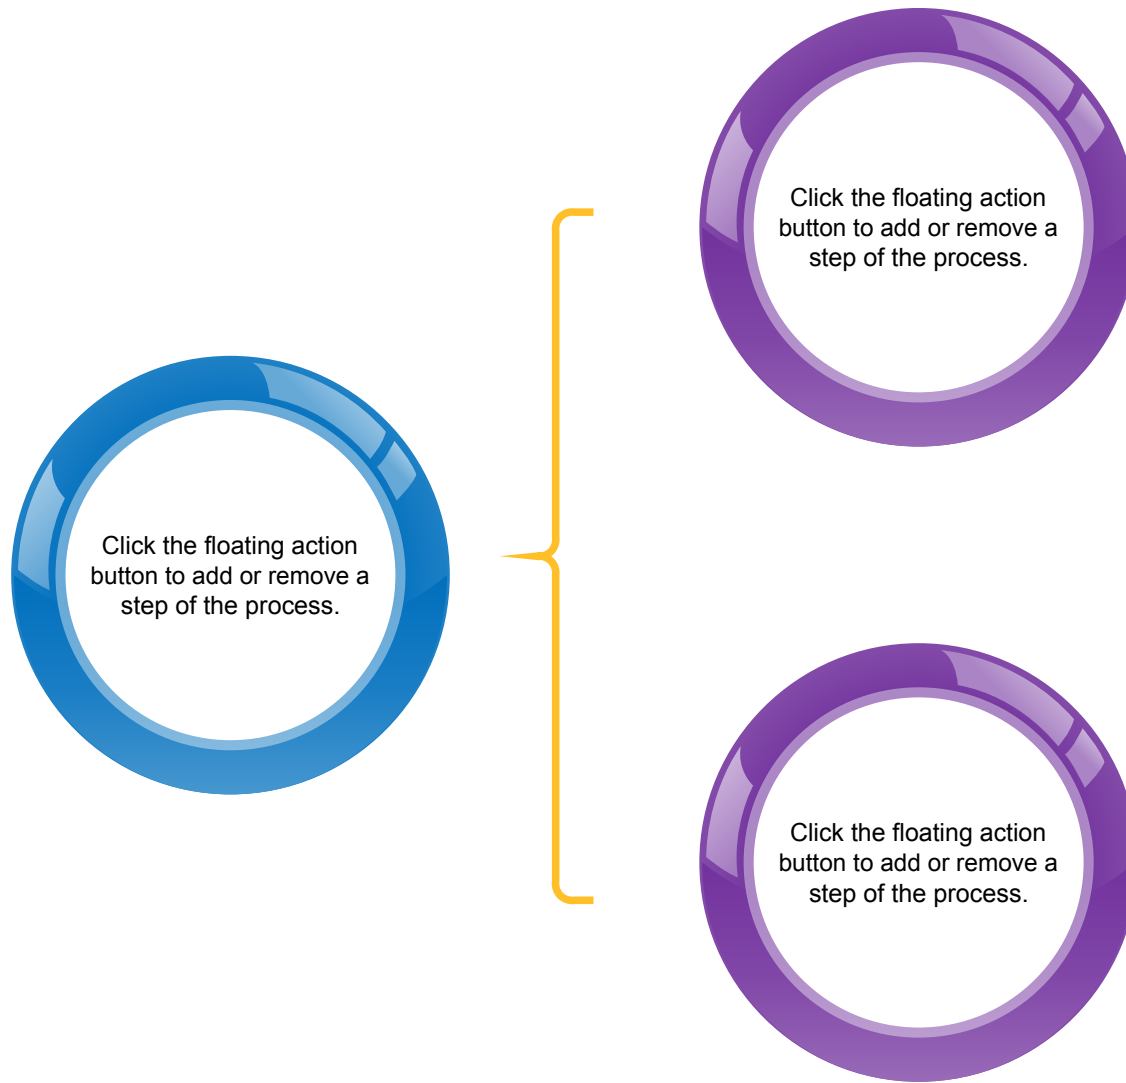 Click the floating action
button to add or remove a
step of the process.
Click the floating action
button to add or remove a
step of the process.
Click the floating action
button to add or remove a
step of the process.